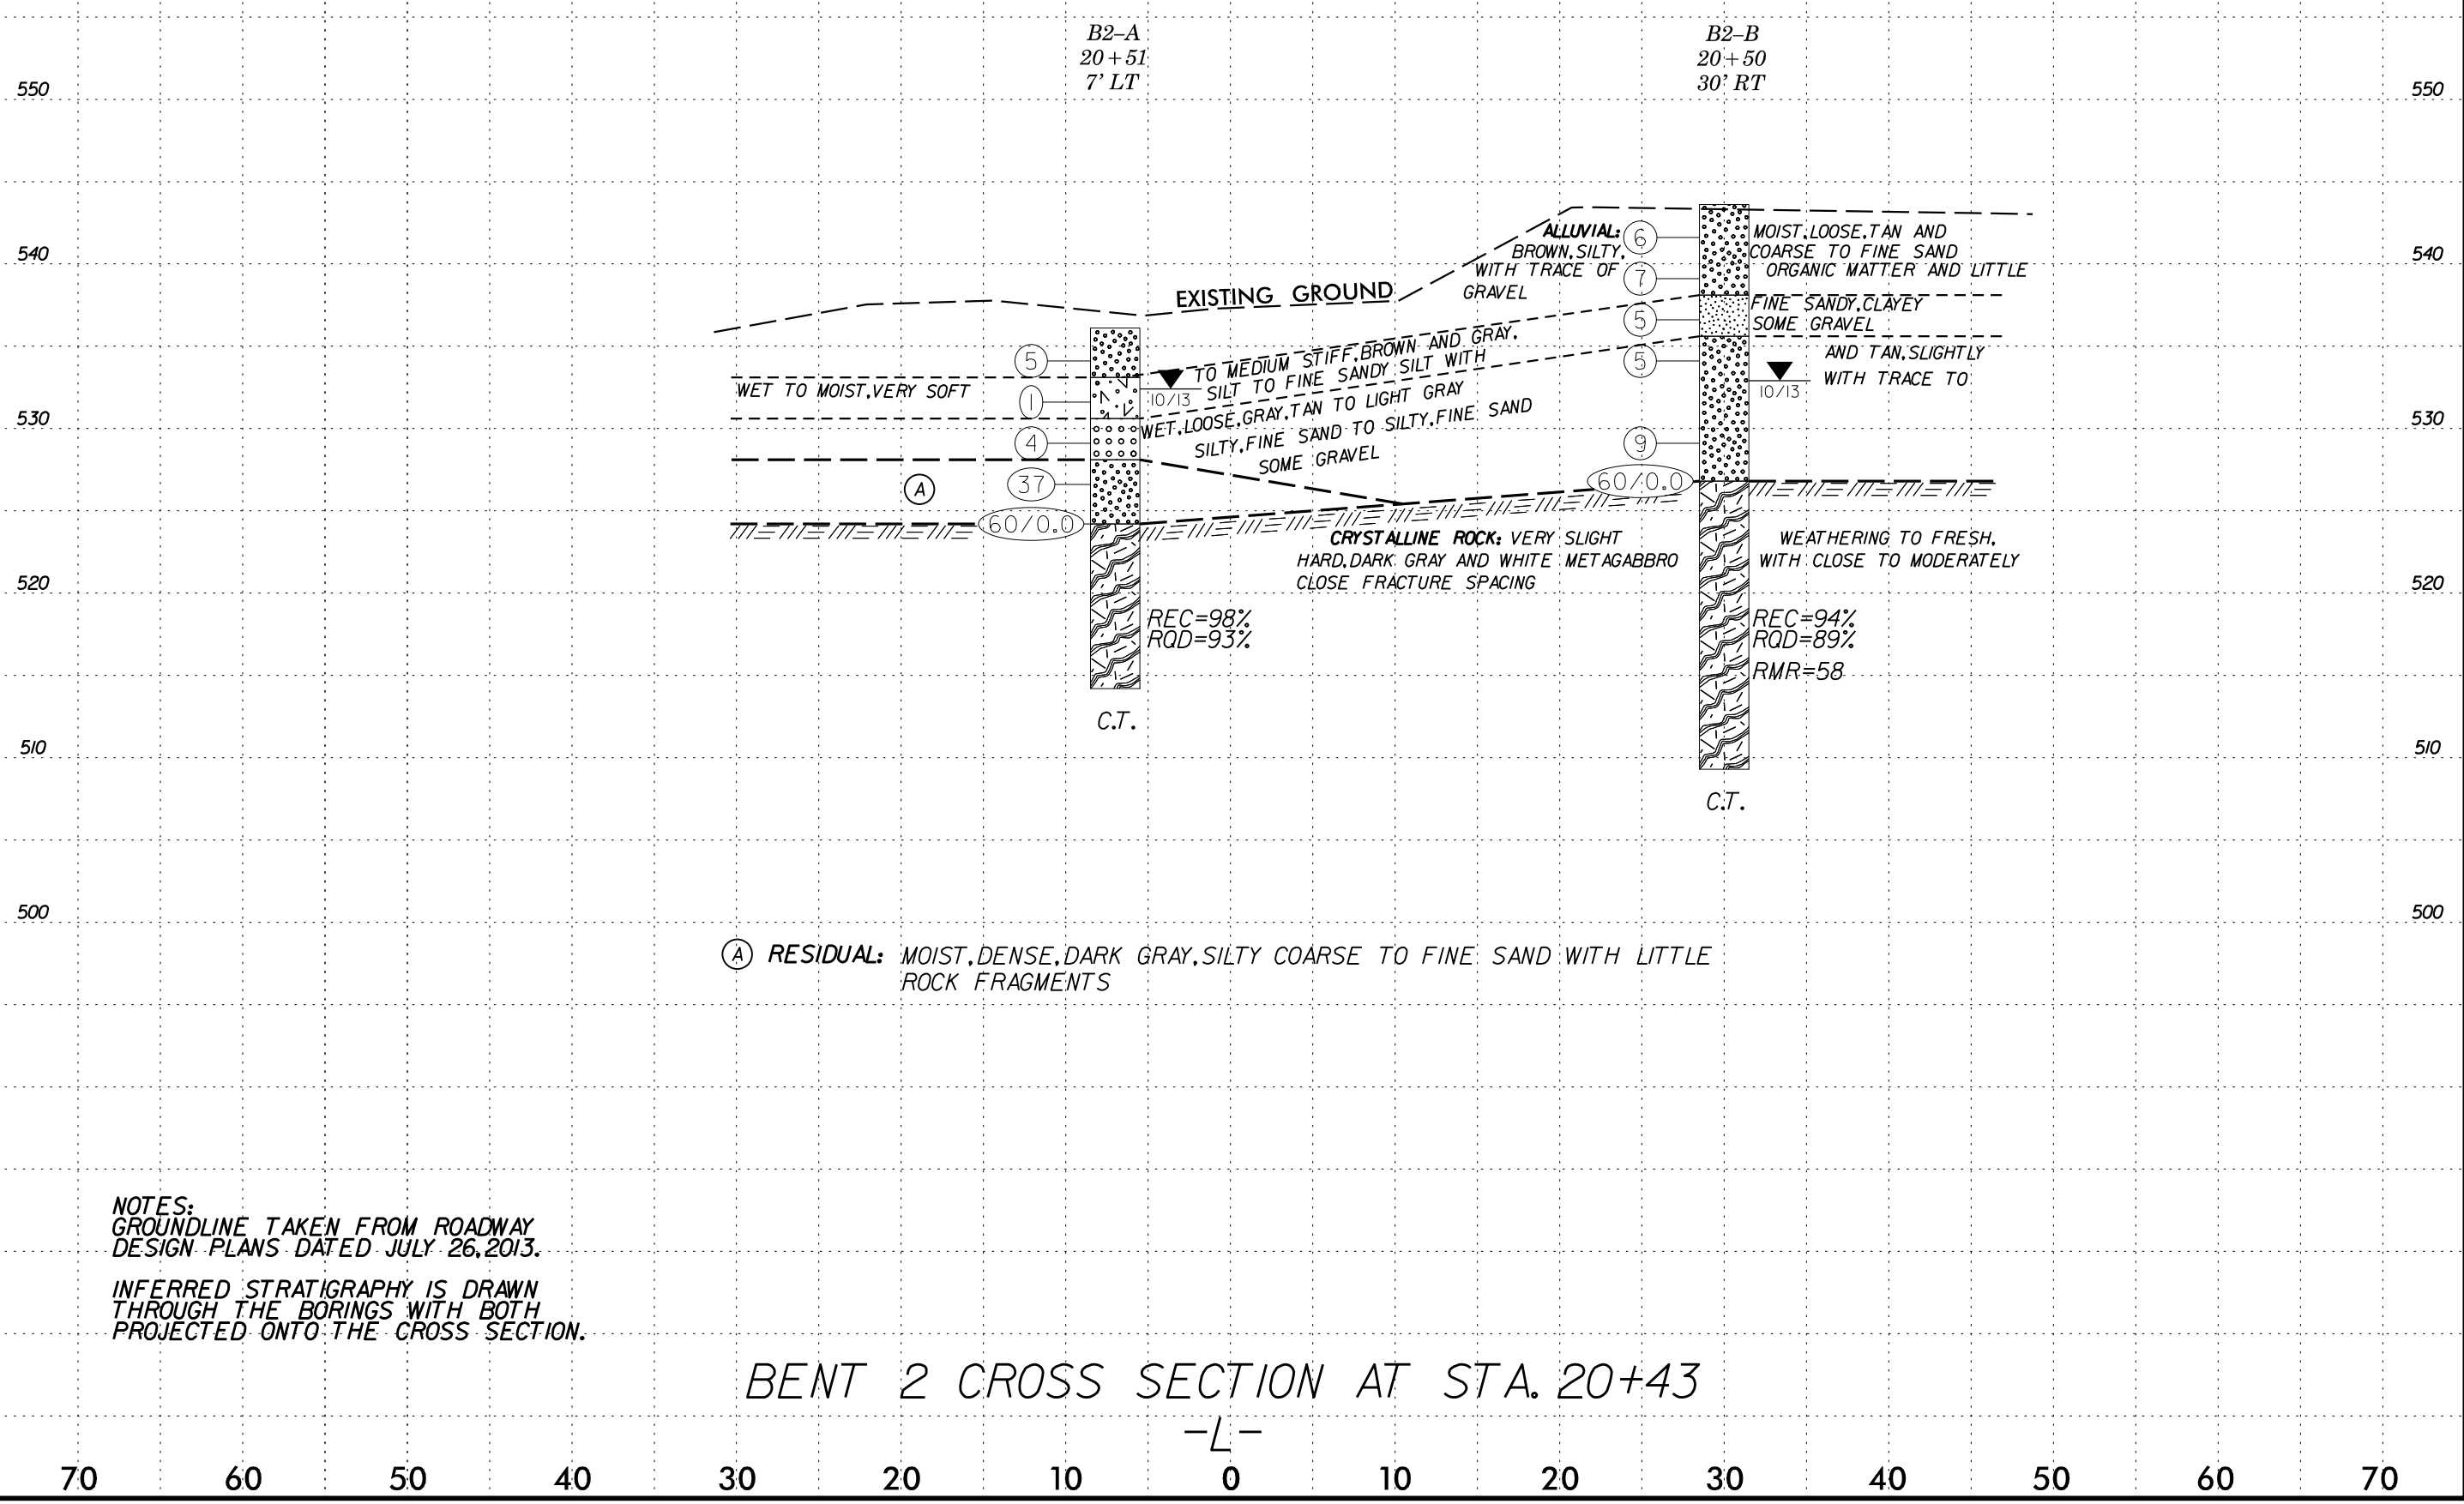 B2–A
20+51
7' LT
B2–B
20+50
30' RT
550
550
540
540
530
530
520
520
510
510
500
500
EXISTING GROUND
ALLUVIAL: MOIST, LOOSE, TAN AND
BROWN, SILTY, COARSE TO FINE SAND
WITH TRACE OF ORGANIC MATTER AND LITTLE
GRAVEL
6
7
5
5
9
60/0.0
5
1
4
37
60/0.0
WET TO MOIST, VERY SOFT TO MEDIUM STIFF, BROWN AND GRAY, FINE SANDY, CLAYEY
SILT TO FINE SANDY SILT WITH SOME GRAVEL
WET, LOOSE, GRAY, TAN TO LIGHT GRAY AND TAN, SLIGHTLY
SILTY, FINE SAND TO SILTY, FINE SAND WITH TRACE TO
SOME GRAVEL
10/13
10/13
A
CRYSTALLINE ROCK: VERY SLIGHT WEATHERING TO FRESH,
HARD, DARK GRAY AND WHITE METAGABBRO WITH CLOSE TO MODERATELY
CLOSE FRACTURE SPACING
REC=98%
RQD=93%
REC=94%
RQD=89%
RMR=58
C.T.
C.T.
A RESIDUAL: MOIST, DENSE, DARK GRAY, SILTY COARSE TO FINE SAND WITH LITTLE
ROCK FRAGMENTS
NOTES:
GROUNDLINE TAKEN FROM ROADWAY
DESIGN PLANS DATED JULY 26, 2013.
INFERRED STRATIGRAPHY IS DRAWN
THROUGH THE BORINGS WITH BOTH
PROJECTED ONTO THE CROSS SECTION.
BENT 2 CROSS SECTION AT STA. 20+43
-L-
70 60 50 40 30 20 10 0 10 20 30 40 50 60 70